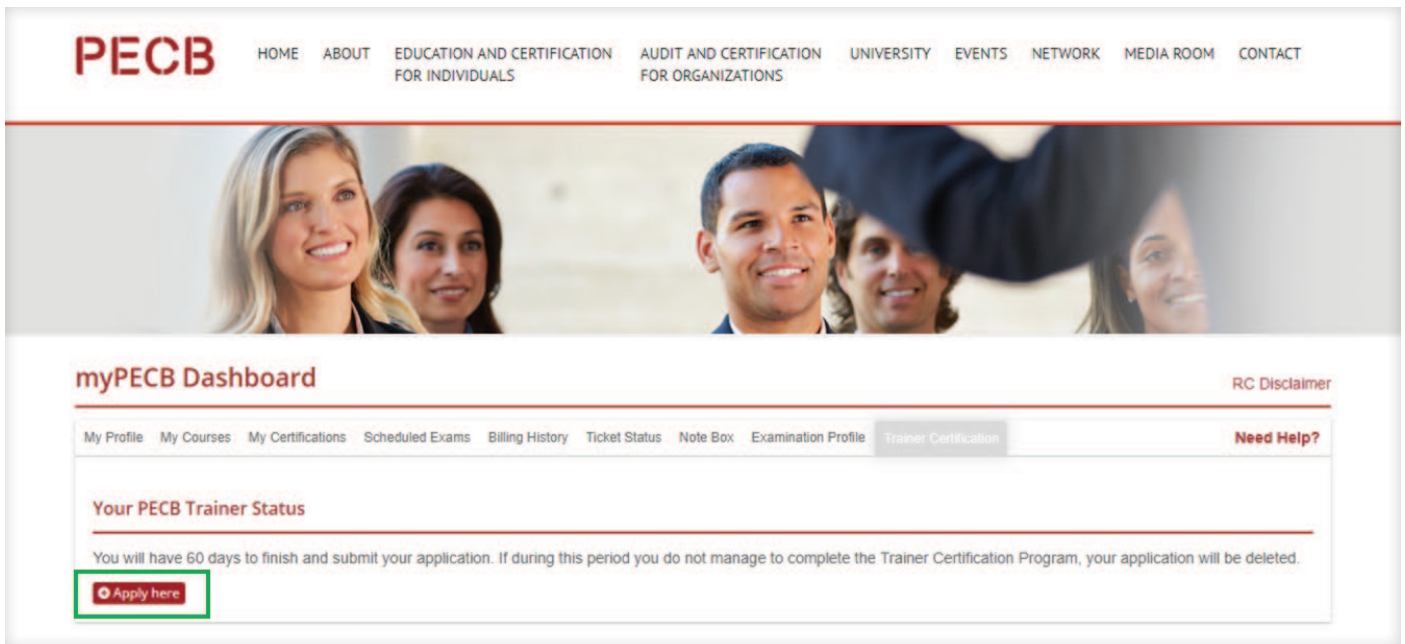 PECB
HOME ABOUT EDUCATION AND CERTIFICATION AUDIT AND CERTIFICATION UNIVERSITY EVENTS NETWORK MEDIA ROOM CONTACT
FOR INDIVIDUALS FOR ORGANIZATIONS
myPECB Dashboard
RC Disclaimer
My Profile My Courses My Certifications Scheduled Exams Billing History Ticket Status Note Box Examination Profile Trainer Certification Need Help?
Your PECB Trainer Status
You will have 60 days to finish and submit your application. If during this period you do not manage to complete the Trainer Certification Program, your application will be deleted.
Apply here